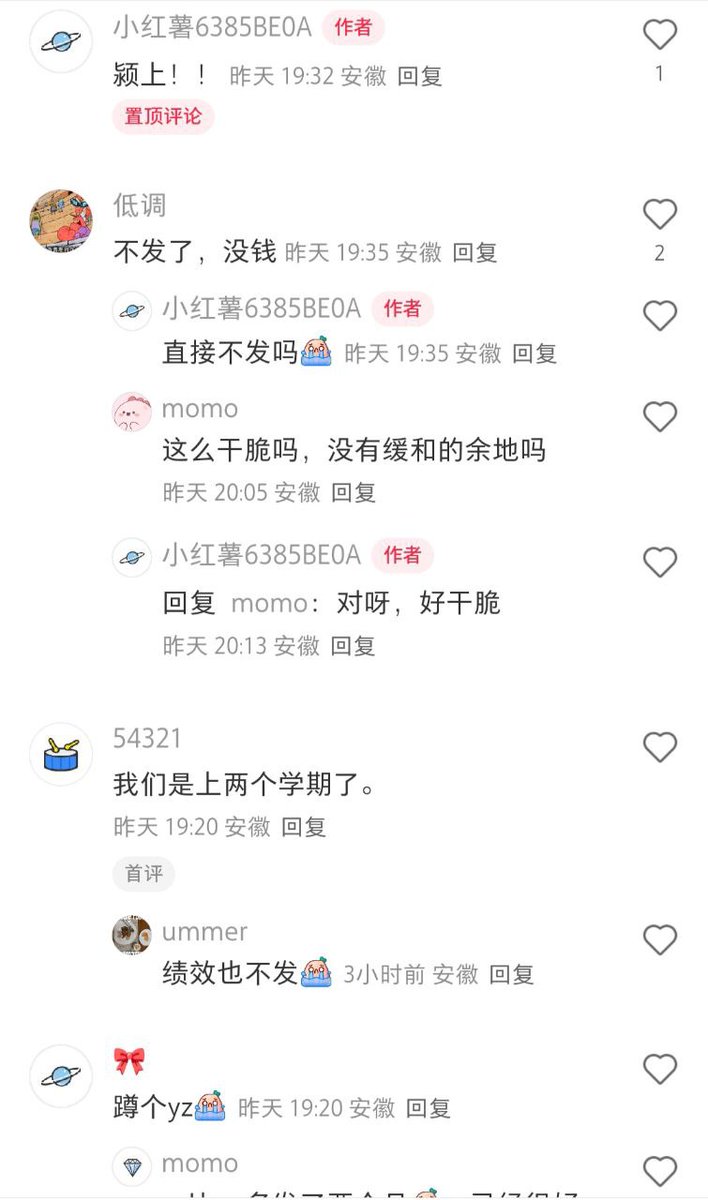 小红薯6385BE0A 作者
颍上！！ 昨天 19:32 安徽 回复
1
置顶评论
低调
不发了，没钱 昨天 19:35 安徽 回复
2
小红薯6385BE0A 作者
直接不发吗 昨天 19:35 安徽 回复
momo
这么干脆吗，没有缓和的余地吗
昨天 20:05 安徽 回复
小红薯6385BE0A 作者
回复 momo：对呀，好干脆
昨天 20:13 安徽 回复
54321
我们是上两个学期了。
昨天 19:20 安徽 回复
首评
ummer
绩效也不发 3小时前 安徽 回复
蹲个yz 昨天 19:20 安徽 回复
momo